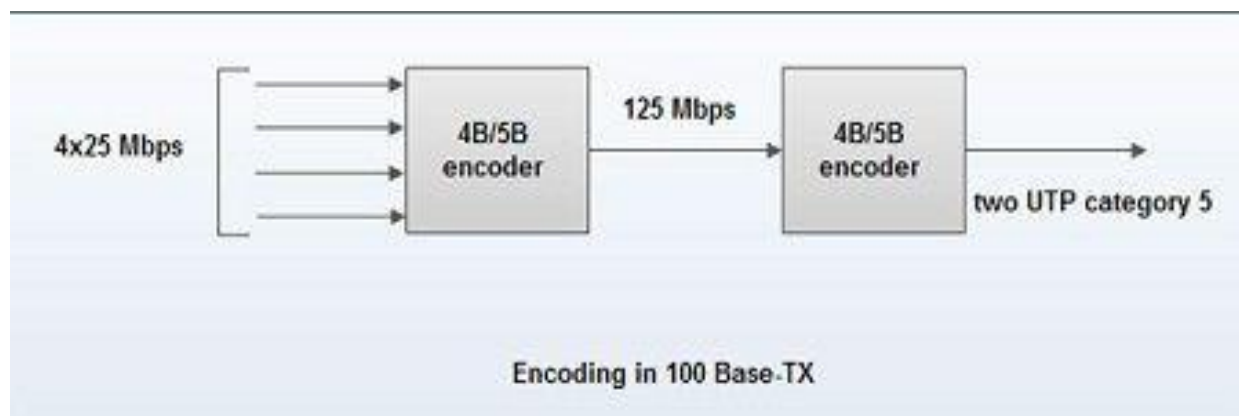 4x25 Mbps
4B/5B
encoder
125 Mbps
4B/5B
encoder
two UTP category 5
Encoding in 100 Base-TX